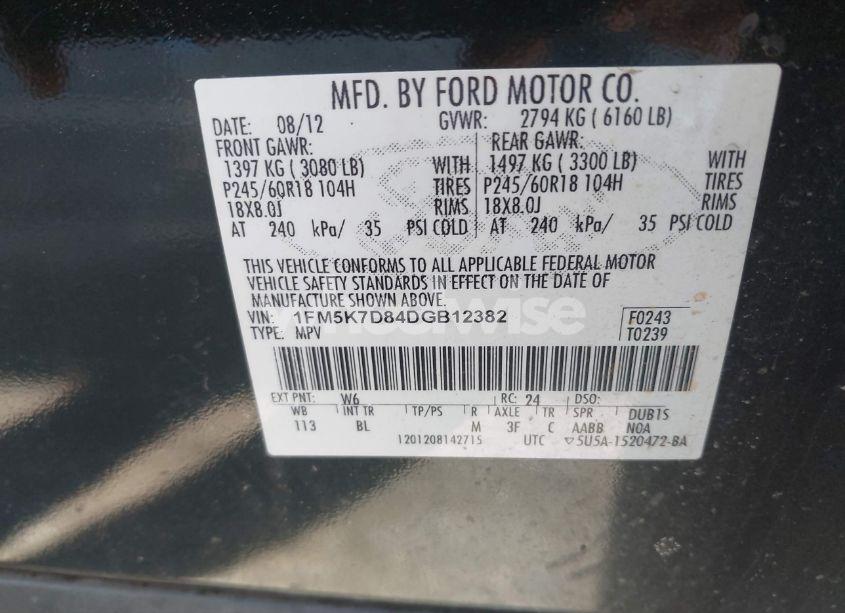 MFD. BY FORD MOTOR CO.
DATE: 08/12 GVWR: 2794 KG ( 6160 LB)
FRONT GAWR: REAR GAWR:
1397 KG ( 3080 LB) WITH 1497 KG ( 3300 LB) WITH
P245/60R18 104H TIRES P245/60R18 104H TIRES
18X8.0J RIMS 18X8.0J RIMS
AT 240 kPa/ 35 PSI COLD AT 240 kPa/ 35 PSI COLD
THIS VEHICLE CONFORMS TO ALL APPLICABLE FEDERAL MOTOR
VEHICLE SAFETY STANDARDS IN EFFECT ON THE DATE OF
MANUFACTURE SHOWN ABOVE.
VIN: 1FM5K7D84DGB12382 F0243
TYPE: MPV T0239
EXT PNT: W6 RC: 24 DSO:
WB INT TR TP/PS R AXLE TR SPR DUB1S
113 BL M 3F C AABB NOA
1201208142715 UTC ▽5U5A-1520472-BA